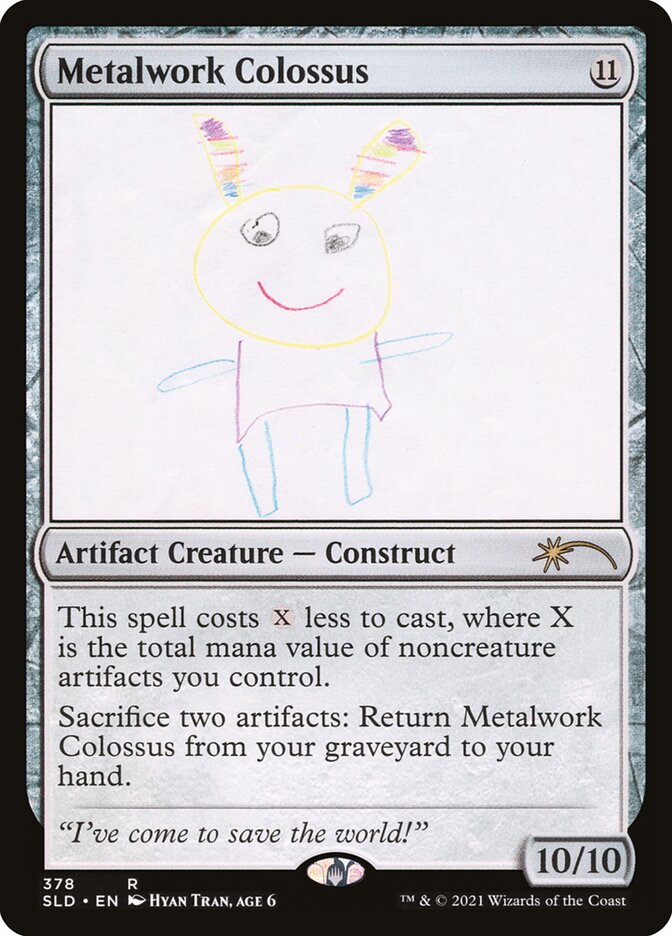 Metalwork Colossus 11
Artifact Creature — Construct
This spell costs X less to cast, where X
is the total mana value of noncreature
artifacts you control.
Sacrifice two artifacts: Return Metalwork
Colossus from your graveyard to your
hand.
“I’ve come to save the world!”
10/10
378 R
SLD • EN Hyan Tran, age 6
™ & © 2021 Wizards of the Coast